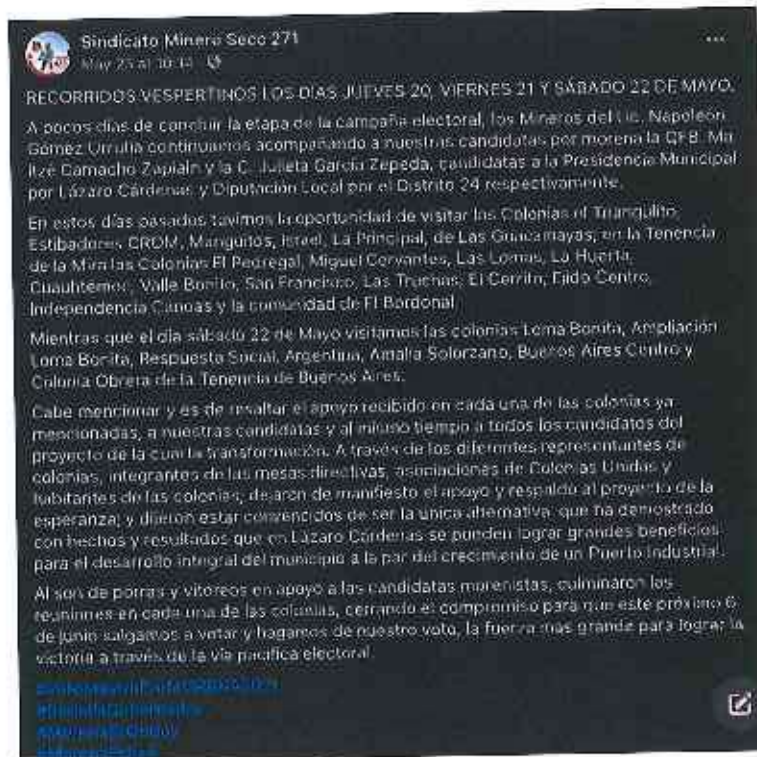 Sindicato Minero Secc 271
May 23 at 10:14
RECORRIDOS VESPERTINOS LOS DÍAS JUEVES 20, VIERNES 21 Y SÁBADO 22 DE MAYO.
A pocos días de concluir la etapa de la campaña electoral, los Mineros del Lic. Napoleón
Gómez Urrutia continuamos acompañando a nuestras candidatas por morena la QFB. Ma
Itzé Camacho Zapiain y la C. Julieta García Zepeda, candidatas a la Presidencia Municipal
por Lázaro Cárdenas y Diputación Local por el Distrito 24 respectivamente.
En estos días pasados tuvimos la oportunidad de visitar las Colonias el Triangulito,
Estibadores CROM, Manguitos, Israel, La Principal, de Las Guacamayas, en la Tenencia
de la Mira las Colonias El Pedregal, Miguel Cervantes, Las Lomas, La Huerta,
Cuauhtémoc, Valle Bonito, San Francisco, Las Truchas, El Cerrito, Ejido Centro,
Independencia Canoas y la comunidad de El Bordonal
Mientras que el día sábado 22 de Mayo visitamos las colonias Loma Bonita, Ampliación
Loma Bonita, Respuesta Social, Argentina, Amalia Solorzano, Buenos Aires Centro y
Colonia Obrera de la Tenencia de Buenos Aires.
Cabe mencionar y es de resaltar el apoyo recibido en cada una de las colonias ya
mencionadas, a nuestras candidatas y al mismo tiempo a todos los candidatos del
proyecto de la cuarta transformación. A través de los diferentes representantes de
colonias, integrantes de las mesas directivas, asociaciones de Colonias Unidas y
habitantes de las colonias, dejaron de manifiesto el apoyo y respaldo al proyecto de la
esperanza; y dijeron estar convencidos de ser la única alternativa que ha demostrado
con hechos y resultados que en Lázaro Cárdenas se pueden lograr grandes beneficios
para el desarrollo integral del municipio a la par del crecimiento de un Puerto Industrial.
Al son de porras y vitoreos en apoyo a las candidatas morenistas, culminaron las
reuniones en cada una de las colonias, cerrando el compromiso para que este próximo 6
de junio salgamos a votar y hagamos de nuestro voto, la fuerza más grande para lograr la
victoria a través de la vía pacífica electoral.